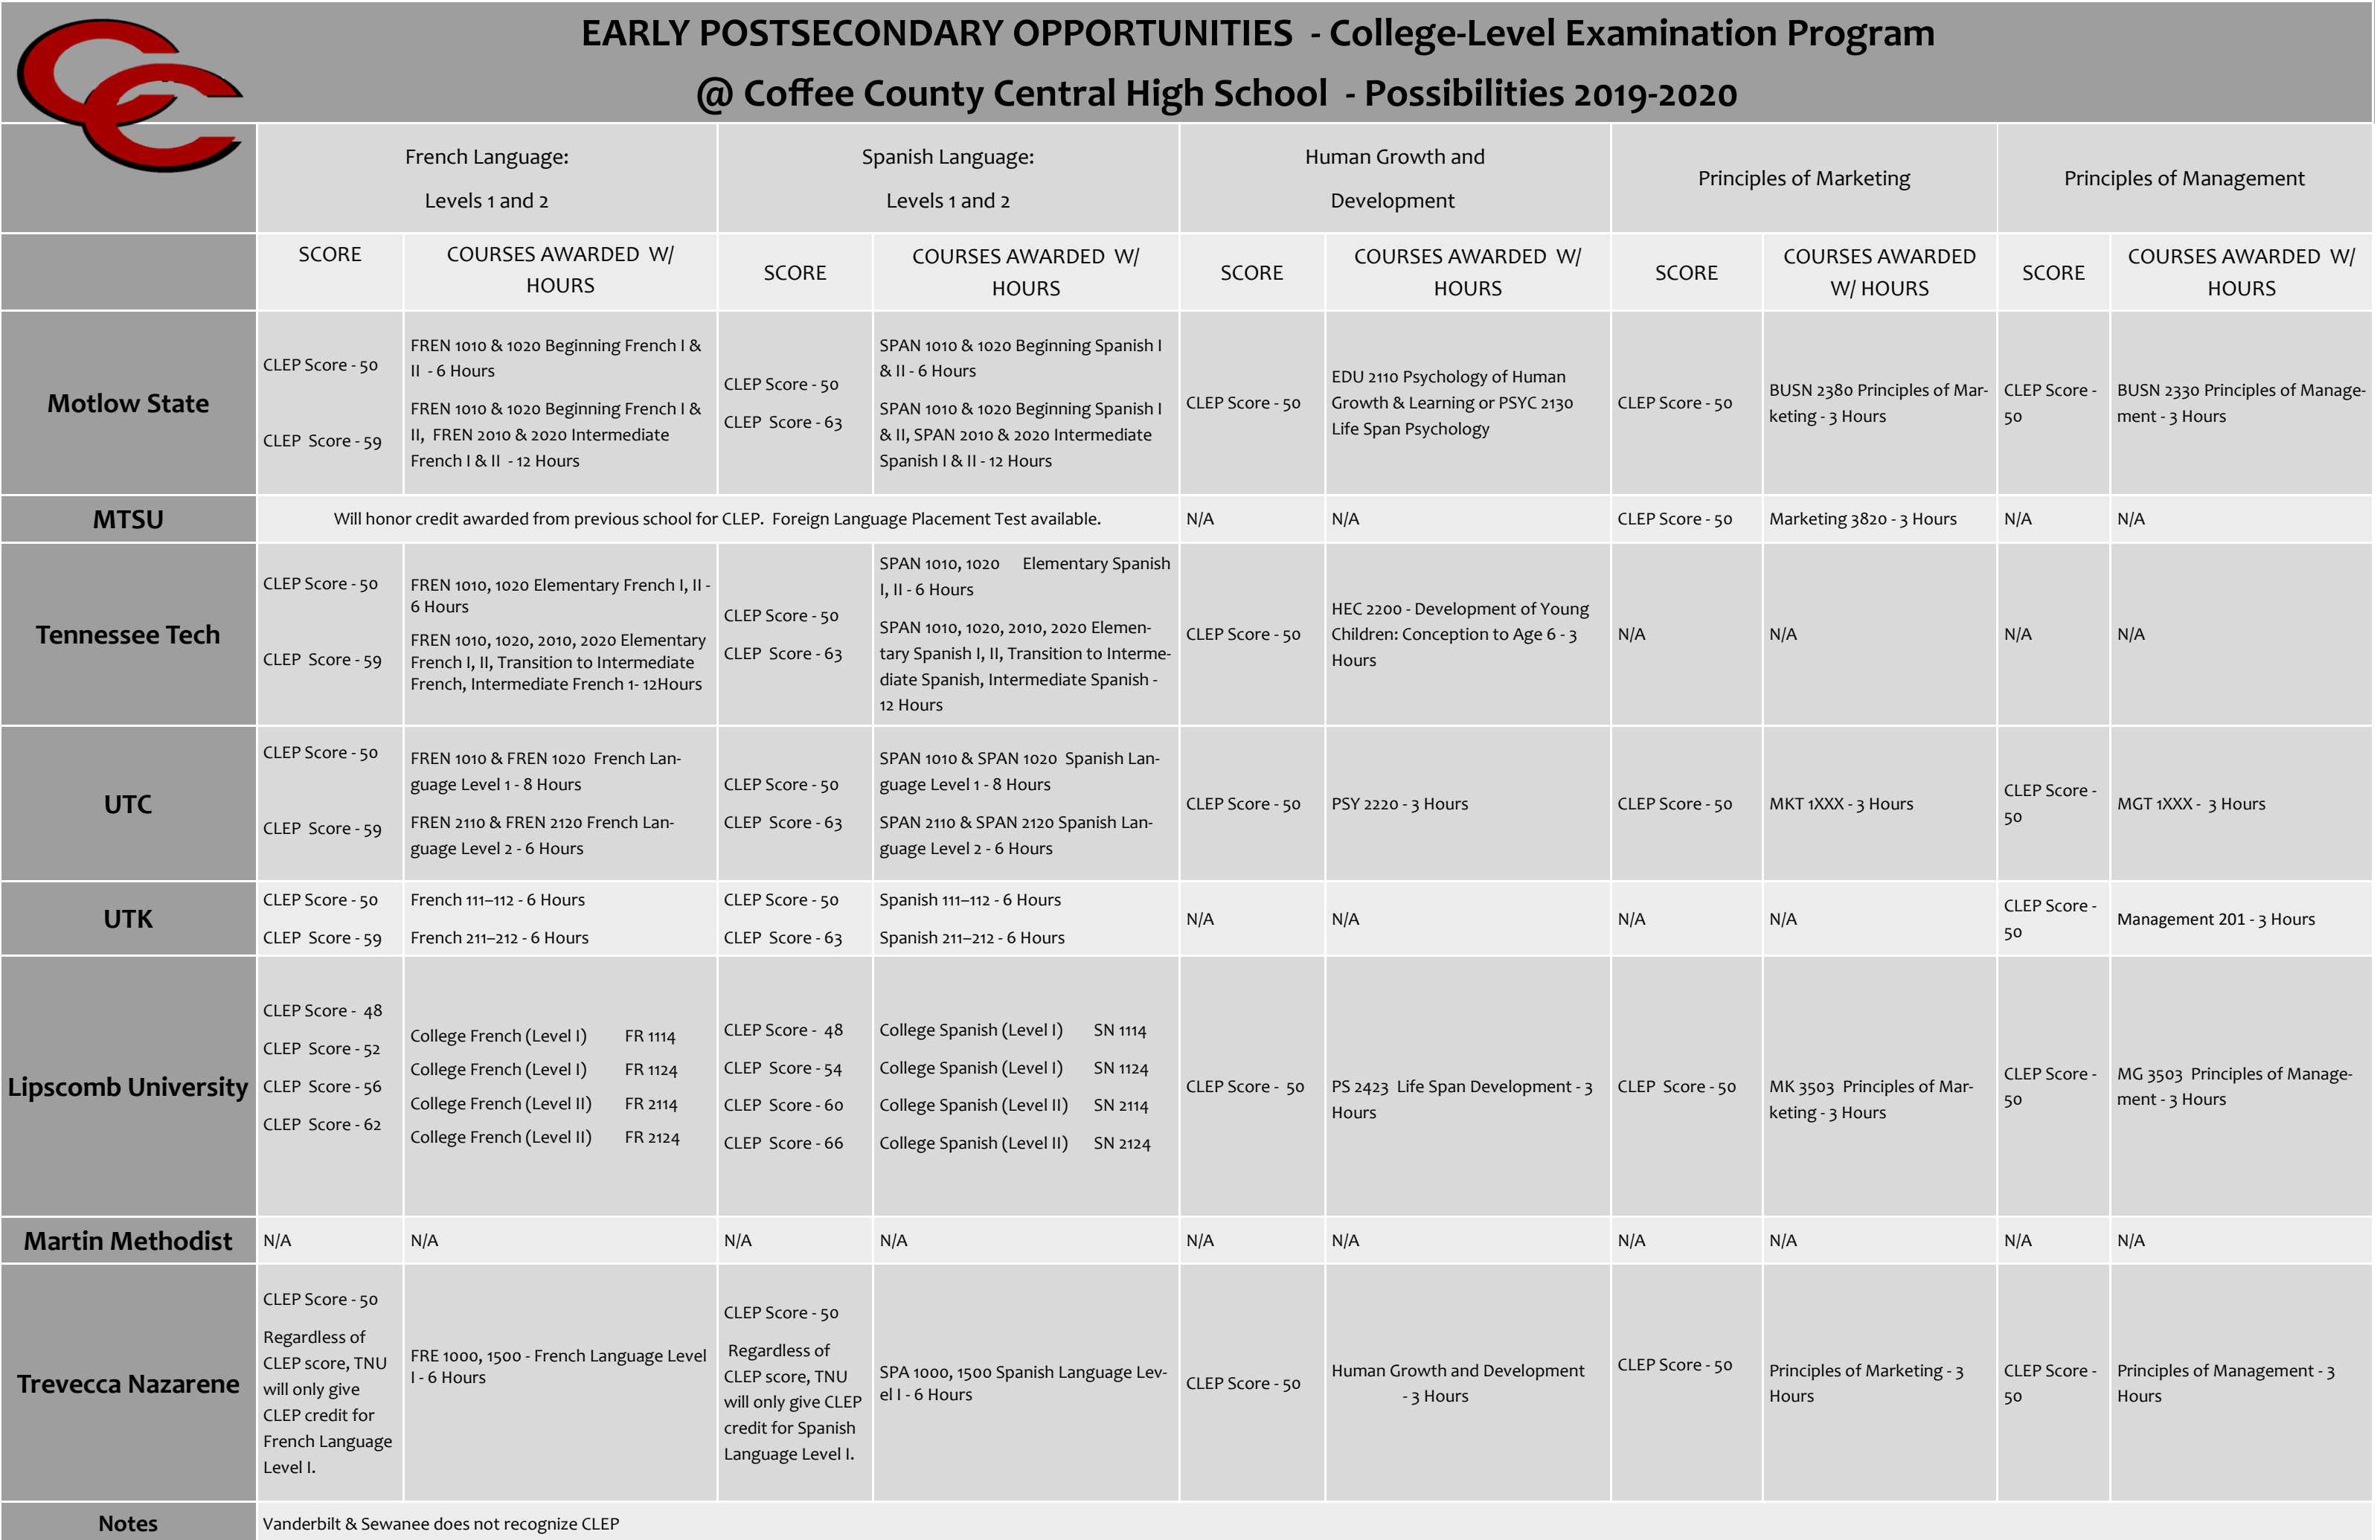 EARLY POSTSECONDARY OPPORTUNITIES - College-Level Examination Program
@ Coffee County Central High School - Possibilities 2019-2020
French Language:
Levels 1 and 2
Spanish Language:
Levels 1 and 2
Human Growth and
Development
Principles of Marketing
Principles of Management
SCORE
COURSES AWARDED W/
HOURS
SCORE
COURSES AWARDED W/
HOURS
SCORE
COURSES AWARDED W/
HOURS
SCORE
COURSES AWARDED
W/ HOURS
SCORE
COURSES AWARDED W/
HOURS
Motlow State
CLEP Score - 50
CLEP Score - 59
FREN 1010 & 1020 Beginning French I &
II - 6 Hours
FREN 1010 & 1020 Beginning French I &
II, FREN 2010 & 2020 Intermediate
French I & II - 12 Hours
CLEP Score - 50
CLEP Score - 63
SPAN 1010 & 1020 Beginning Spanish I
& II - 6 Hours
SPAN 1010 & 1020 Beginning Spanish I
& II, SPAN 2010 & 2020 Intermediate
Spanish I & II - 12 Hours
CLEP Score - 50
EDU 2110 Psychology of Human
Growth & Learning or PSYC 2130
Life Span Psychology
CLEP Score - 50
BUSN 2380 Principles of Mar-
keting - 3 Hours
CLEP Score -
50
BUSN 2330 Principles of Manage-
ment - 3 Hours
MTSU
Will honor credit awarded from previous school for CLEP. Foreign Language Placement Test available.
N/A
N/A
CLEP Score - 50
Marketing 3820 - 3 Hours
N/A
N/A
Tennessee Tech
CLEP Score - 50
CLEP Score - 59
FREN 1010, 1020 Elementary French I, II -
6 Hours
FREN 1010, 1020, 2010, 2020 Elementary
French I, II, Transition to Intermediate
French, Intermediate French 1- 12Hours
CLEP Score - 50
CLEP Score - 63
SPAN 1010, 1020 Elementary Spanish
I, II - 6 Hours
SPAN 1010, 1020, 2010, 2020 Elemen-
tary Spanish I, II, Transition to Interme-
diate Spanish, Intermediate Spanish -
12 Hours
CLEP Score - 50
HEC 2200 - Development of Young
Children: Conception to Age 6 - 3
Hours
N/A
N/A
N/A
N/A
UTC
CLEP Score - 50
CLEP Score - 59
FREN 1010 & FREN 1020 French Lan-
guage Level 1 - 8 Hours
FREN 2110 & FREN 2120 French Lan-
guage Level 2 - 6 Hours
CLEP Score - 50
CLEP Score - 63
SPAN 1010 & SPAN 1020 Spanish Lan-
guage Level 1 - 8 Hours
SPAN 2110 & SPAN 2120 Spanish Lan-
guage Level 2 - 6 Hours
CLEP Score - 50
PSY 2220 - 3 Hours
CLEP Score - 50
MKT 1XXX - 3 Hours
CLEP Score -
50
MGT 1XXX - 3 Hours
UTK
CLEP Score - 50
CLEP Score - 59
French 111–112 - 6 Hours
French 211–212 - 6 Hours
CLEP Score - 50
CLEP Score - 63
Spanish 111–112 - 6 Hours
Spanish 211–212 - 6 Hours
N/A
N/A
N/A
N/A
CLEP Score -
50
Management 201 - 3 Hours
Lipscomb University
CLEP Score - 48
CLEP Score - 52
CLEP Score - 56
CLEP Score - 62
College French (Level I) FR 1114
College French (Level I) FR 1124
College French (Level II) FR 2114
College French (Level II) FR 2124
CLEP Score - 48
CLEP Score - 54
CLEP Score - 60
CLEP Score - 66
College Spanish (Level I) SN 1114
College Spanish (Level I) SN 1124
College Spanish (Level II) SN 2114
College Spanish (Level II) SN 2124
CLEP Score - 50
PS 2423 Life Span Development - 3
Hours
CLEP Score - 50
MK 3503 Principles of Mar-
keting - 3 Hours
CLEP Score -
50
MG 3503 Principles of Manage-
ment - 3 Hours
Martin Methodist
N/A
N/A
N/A
N/A
N/A
N/A
N/A
N/A
N/A
N/A
Trevecca Nazarene
CLEP Score - 50
Regardless of
CLEP score, TNU
will only give
CLEP credit for
French Language
Level I.
FRE 1000, 1500 - French Language Level
I - 6 Hours
CLEP Score - 50
Regardless of
CLEP score, TNU
will only give CLEP
credit for Spanish
Language Level I.
SPA 1000, 1500 Spanish Language Lev-
el I - 6 Hours
CLEP Score - 50
Human Growth and Development
- 3 Hours
CLEP Score - 50
Principles of Marketing - 3
Hours
CLEP Score -
50
Principles of Management - 3
Hours
Notes
Vanderbilt & Sewanee does not recognize CLEP